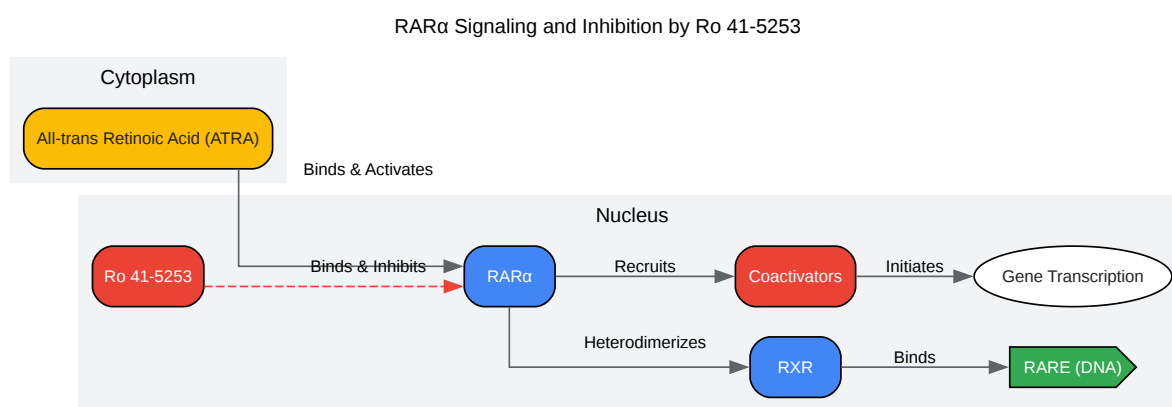 RARα Signaling and Inhibition by Ro 41-5253
Cytoplasm
All-trans Retinoic Acid (ATRA)
Binds & Activates
Nucleus
Ro 41-5253
Binds & Inhibits
RARα
Recruits
Coactivators
Initiates
Gene Transcription
Heterodimerizes
RXR
Binds
RARE (DNA)